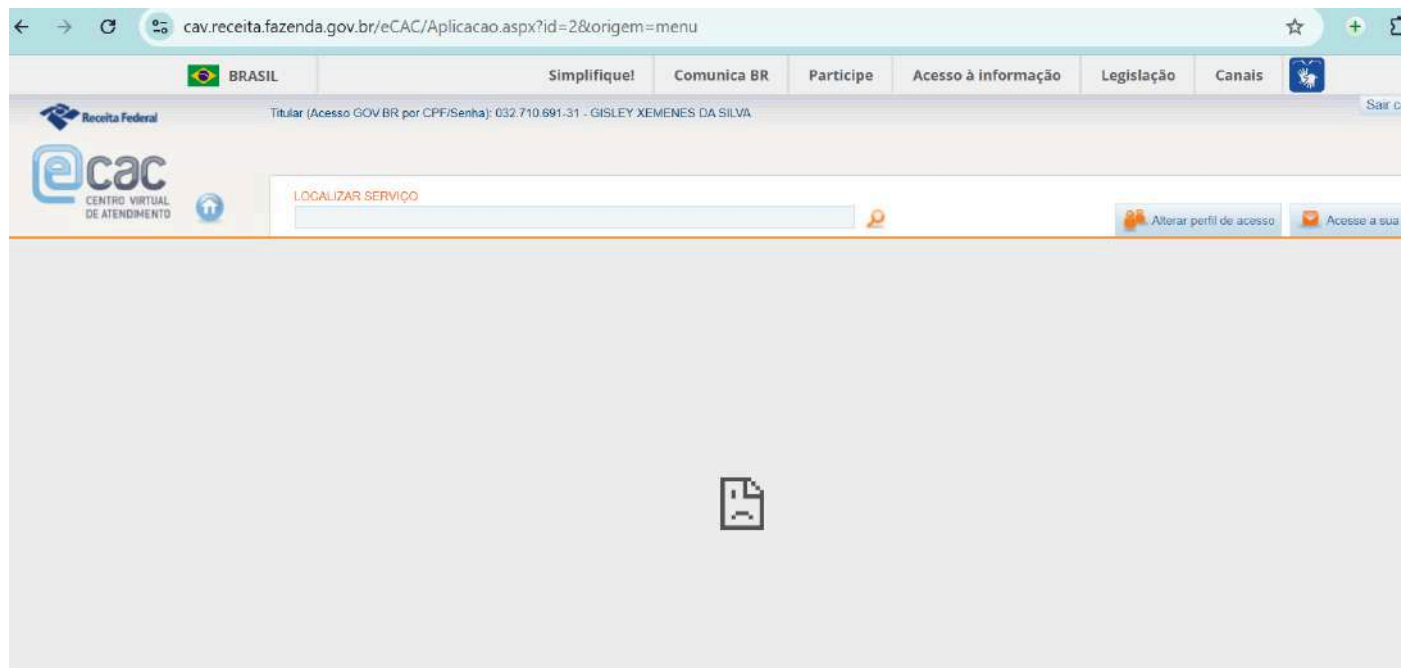 cav.receita.fazenda.gov.br/eCAC/Aplicacao.aspx?id=2&origem=menu
BRASIL Simplifique! Comunica BR Participe Acesso à informação Legislação Canais
Receita Federal Titular (Acesso GOV.BR por CPF/Senha): 032.710.691-31 - GISLEY XEMENES DA SILVA Sair c
ecac
CENTRO VIRTUAL
DE ATENDIMENTO
LOCALIZAR SERVIÇO
Alterar perfil de acesso Acesse a sua